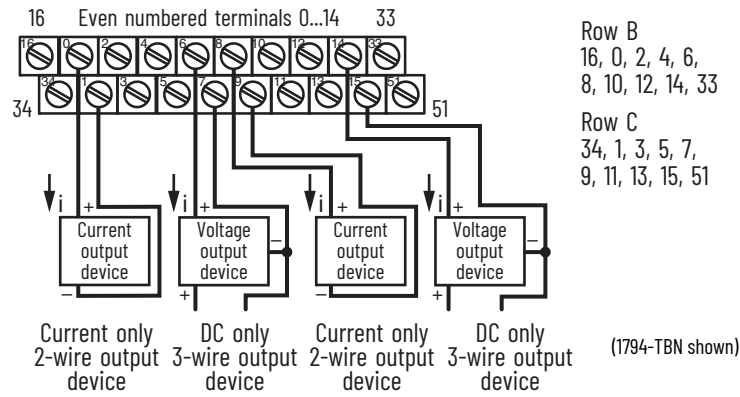 16 Even numbered terminals 0...14 33
16 0 2 4 6 8 10 12 14 33
34 1 3 5 7 9 11 13 15 51
34 51
Row B
16, 0, 2, 4, 6,
8, 10, 12, 14, 33
Row C
34, 1, 3, 5, 7,
9, 11, 13, 15, 51
i + i + i + i +
Current
output
device
Voltage
output
device
Current
output
device
Voltage
output
device
– –
– + – +
Current only
2-wire output
device
DC only
3-wire output
device
Current only
2-wire output
device
DC only
3-wire output
device
(1794-TBN shown)